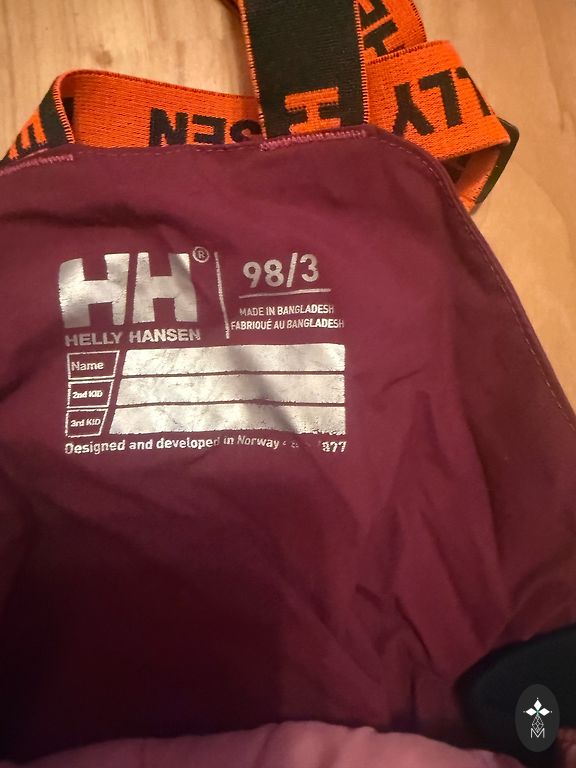 HELLY
HANSEN
H
HH®
HELLY HANSEN
98/3
MADE IN BANGLADESH
FABRIQUÉ AU BANGLADESH
Name
2nd KID
3rd KID
Designed and developed in Norway
M